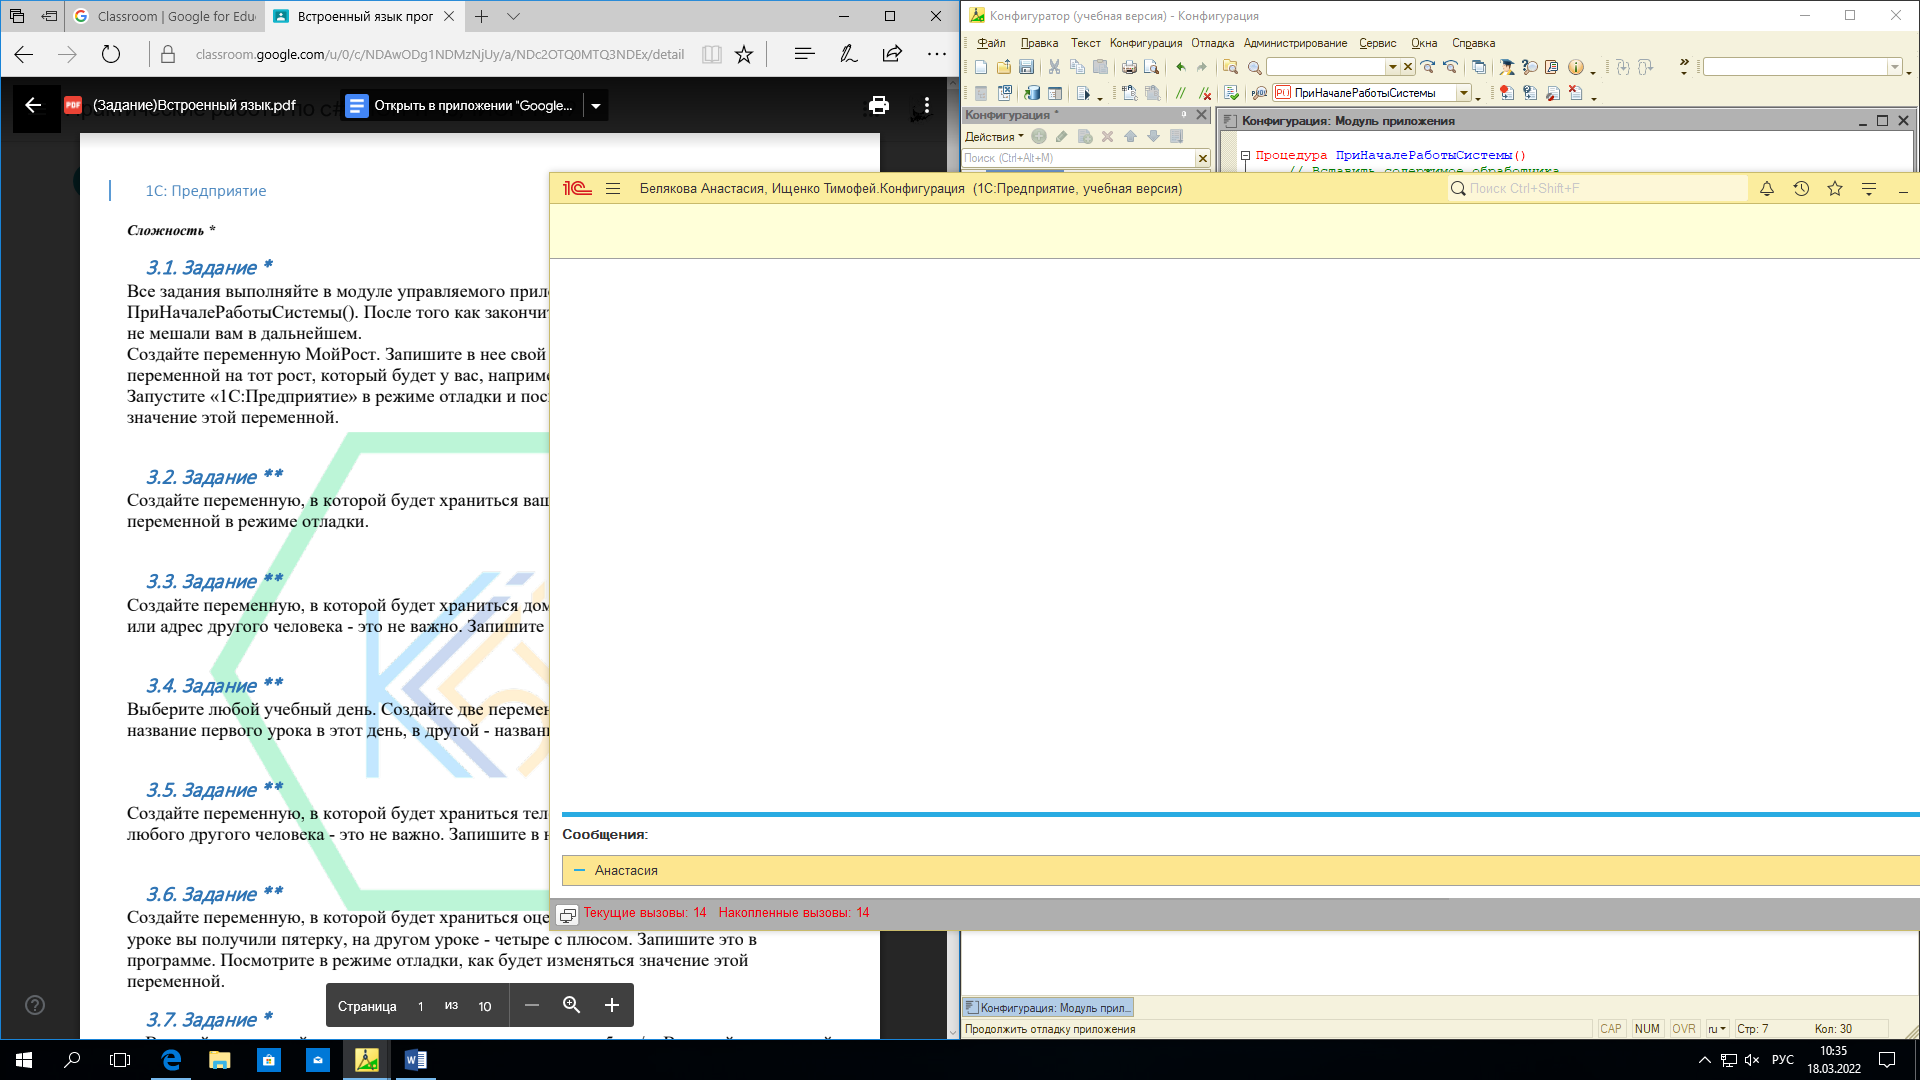 Classroom | Google for Edu
Встроенный язык прог
classroom.google.com/u/0/c/NDAwODg1NDMzNjUy/a/NDc2OTQ0MTQ3NDEx/detail
(Задание)Встроенный язык.pdf
Открыть в приложении "Google...
1С: Предприятие
Сложность *
3.1. Задание *
Все задания выполняйте в модуле управляемого прил
ПриНачалеРаботыСистемы(). После того как закончит
не мешали вам в дальнейшем.
Создайте переменную МойРост. Запишите в нее свой
переменной на тот рост, который будет у вас, наприме
Запустите «1С:Предприятие» в режиме отладки и пос
значение этой переменной.
3.2. Задание **
Создайте переменную, в которой будет храниться ваш
переменной в режиме отладки.
3.3. Задание **
Создайте переменную, в которой будет храниться дом
или адрес другого человека - это не важно. Запишите
3.4. Задание **
Выберите любой учебный день. Создайте две перемен
название первого урока в этот день, в другой - названи
3.5. Задание **
Создайте переменную, в которой будет храниться тел
любого другого человека - это не важно. Запишите в н
3.6. Задание **
Создайте переменную, в которой будет храниться оце
уроке вы получили пятерку, на другом уроке - четыре с плюсом. Запишите это в
программе. Посмотрите в режиме отладки, как будет изменяться значение этой
переменной.
3.7. Задание *
Страница 1 из 10
Конфигуратор (учебная версия) - Конфигурация
Файл Правка Текст Конфигурация Отладка Администрирование Сервис Окна Справка
ПриНачалеРаботыСистемы
Конфигурация *
Действия
Поиск (Ctrl+Alt+M)
Конфигурация: Модуль приложения
Процедура ПриНачалеРаботыСистемы()
// Вставить содержимое обработчика
Белякова Анастасия, Ищенко Тимофей.Конфигурация (1С:Предприятие, учебная версия)
Поиск Ctrl+Shift+F
Сообщения:
Анастасия
Текущие вызовы: 14 Накопленные вызовы: 14
Конфигурация: Модуль прил...
Продолжить отладку приложения
CAP NUM OVR ru Стр: 7 Кол: 30
РУС
10:35
18.03.2022